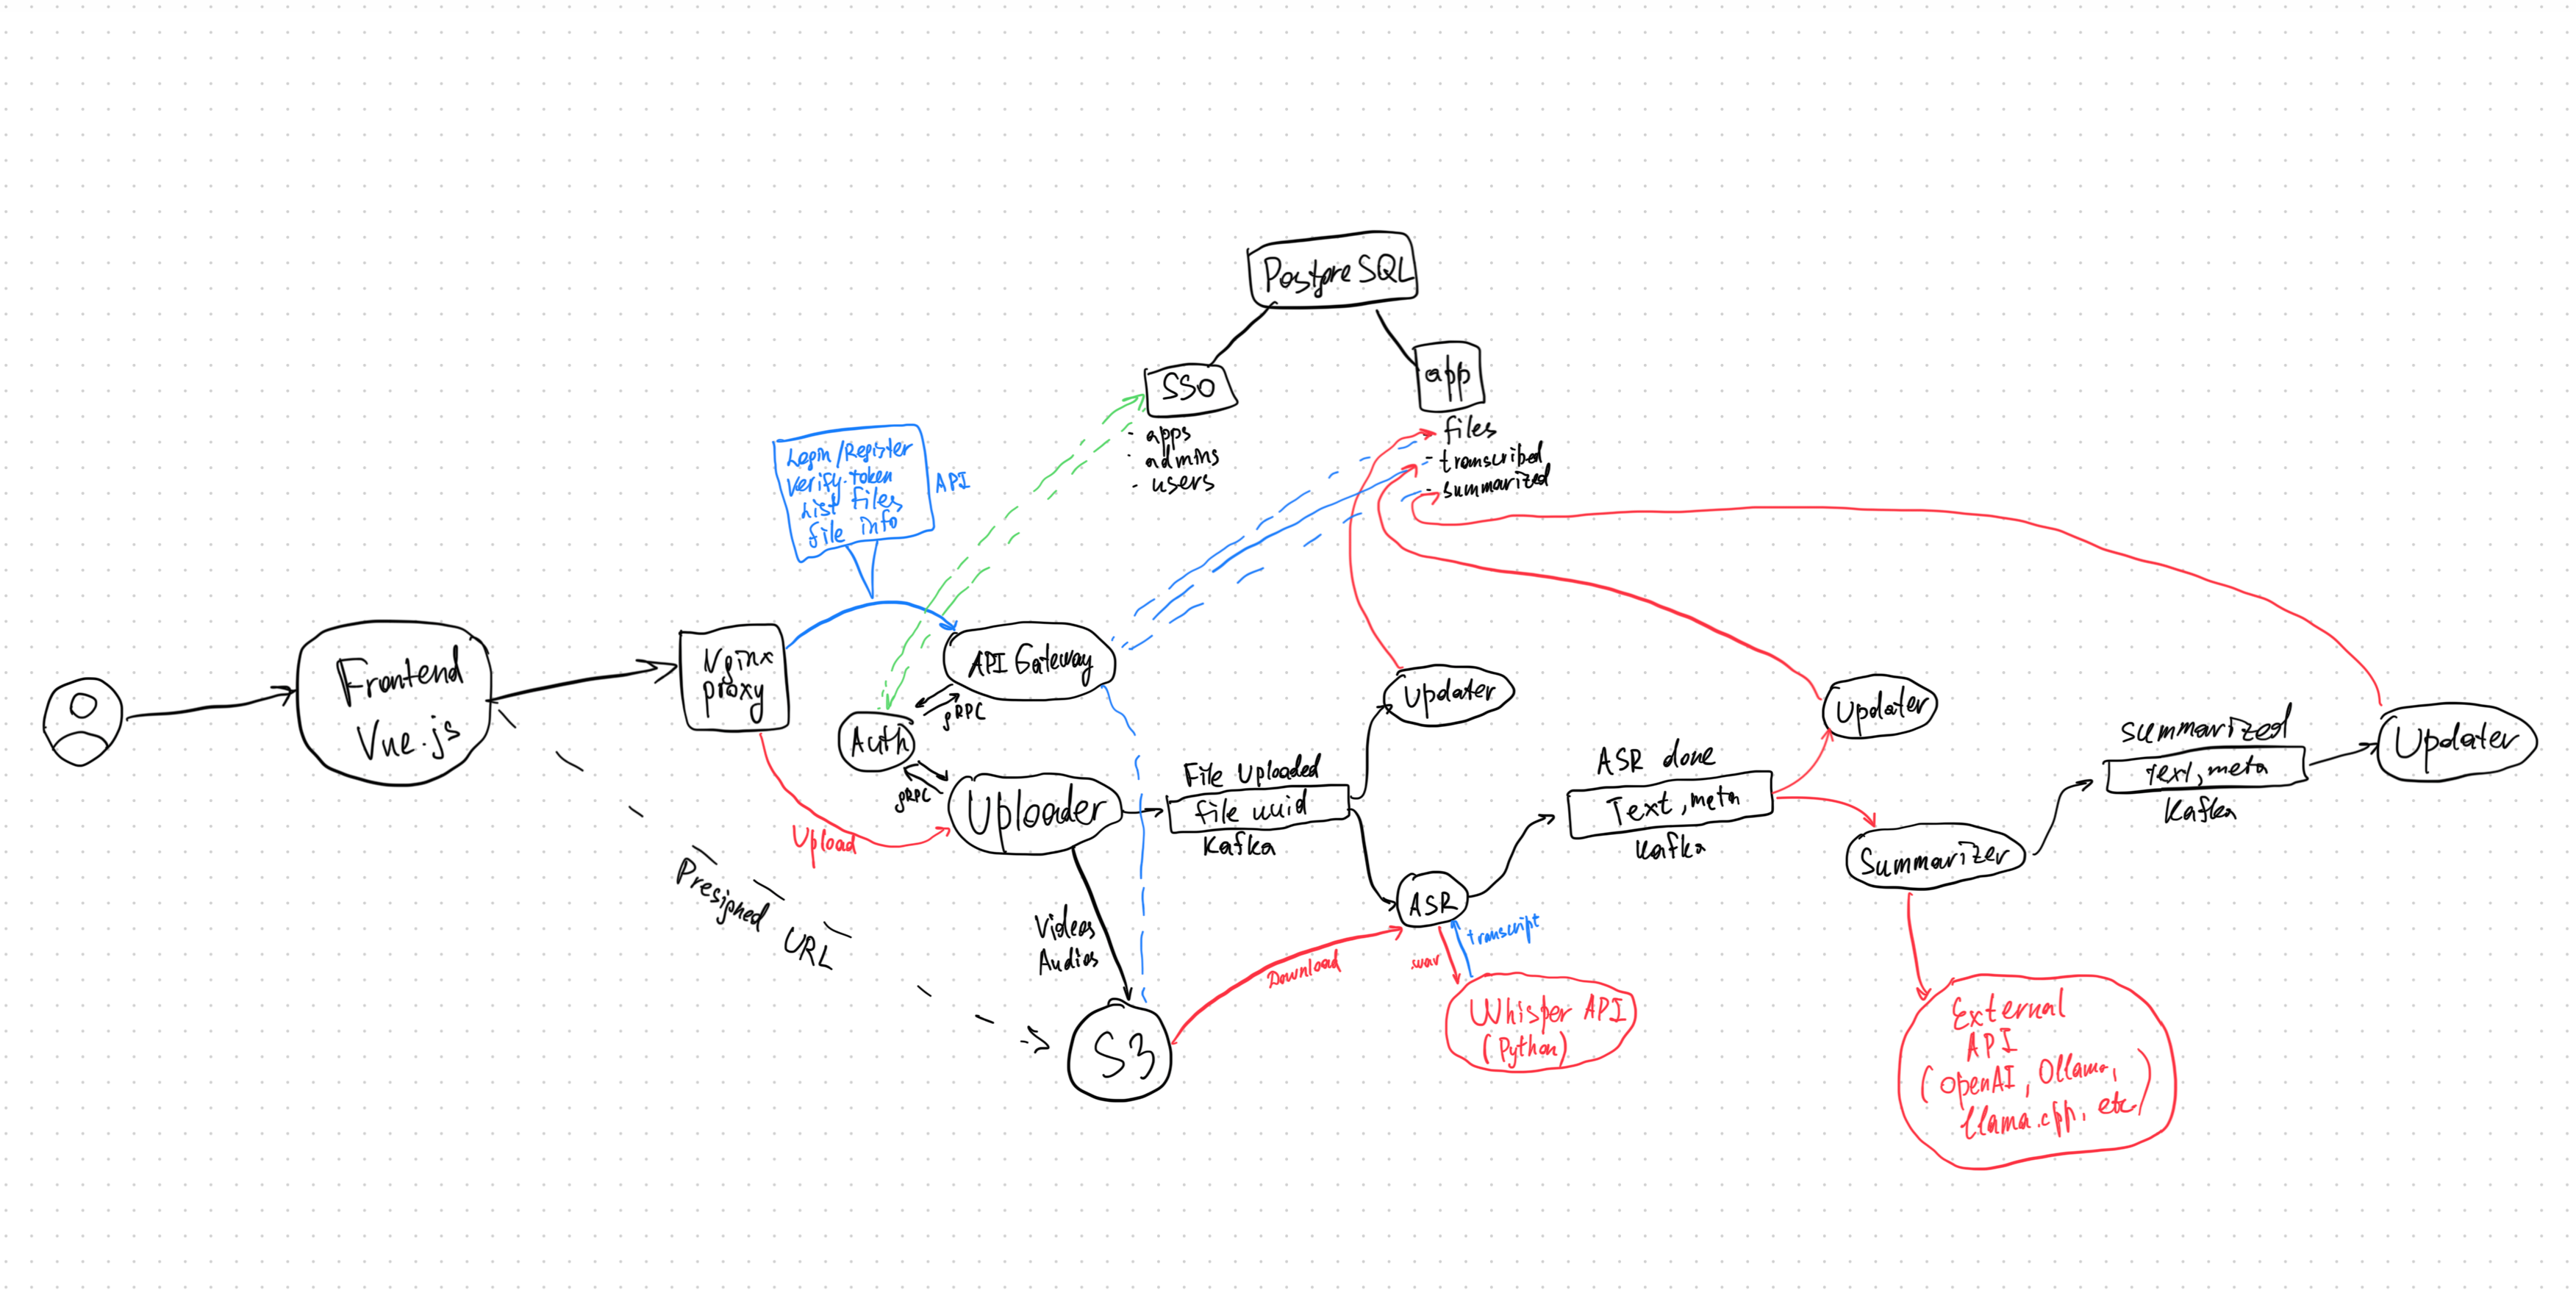 PostgreSQL
SSO
- apps
- admins
- users
app
- files
- transcribed
- summarized
Login/Register
verify-token
List files
file info
API
Frontend
Vue.js
Nginx
proxy
API Gateway
gRPC
Auth
gRPC
Uploader
Upload
Presigned URL
Videos
Audios
S3
File Uploaded
file uuid
Kafka
Updater
ASR
Download
.wav
transcript
Whisper API
(Python)
ASR done
Text, meta
Kafka
Updater
Summarizer
External
API
(OpenAI, Ollama,
llama.cpp, etc)
Summarized
Text, meta
Kafka
Updater